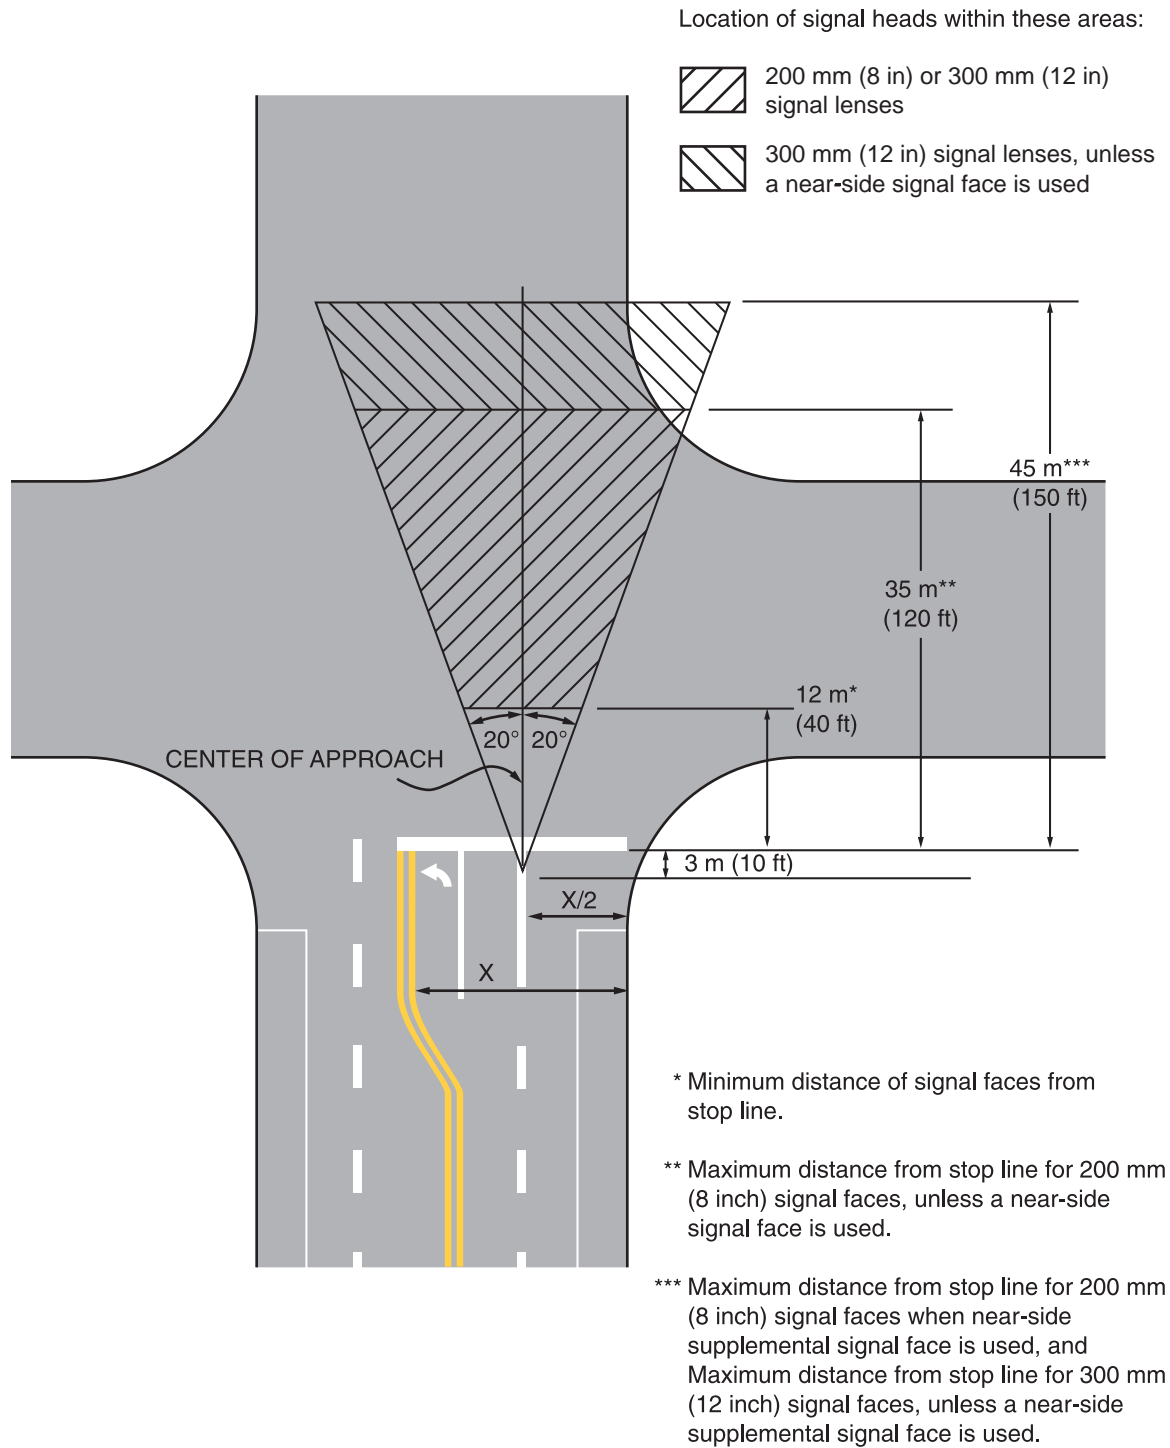 Location of signal heads within these areas:
200 mm (8 in) or 300 mm (12 in)
signal lenses
300 mm (12 in) signal lenses, unless
a near-side signal face is used
45 m***
(150 ft)
35 m**
(120 ft)
12 m*
(40 ft)
20° 20°
CENTER OF APPROACH
3 m (10 ft)
X/2
X
* Minimum distance of signal faces from
stop line.
** Maximum distance from stop line for 200 mm
(8 inch) signal faces, unless a near-side
signal face is used.
*** Maximum distance from stop line for 200 mm
(8 inch) signal faces when near-side
supplemental signal face is used, and
Maximum distance from stop line for 300 mm
(12 inch) signal faces, unless a near-side
supplemental signal face is used.